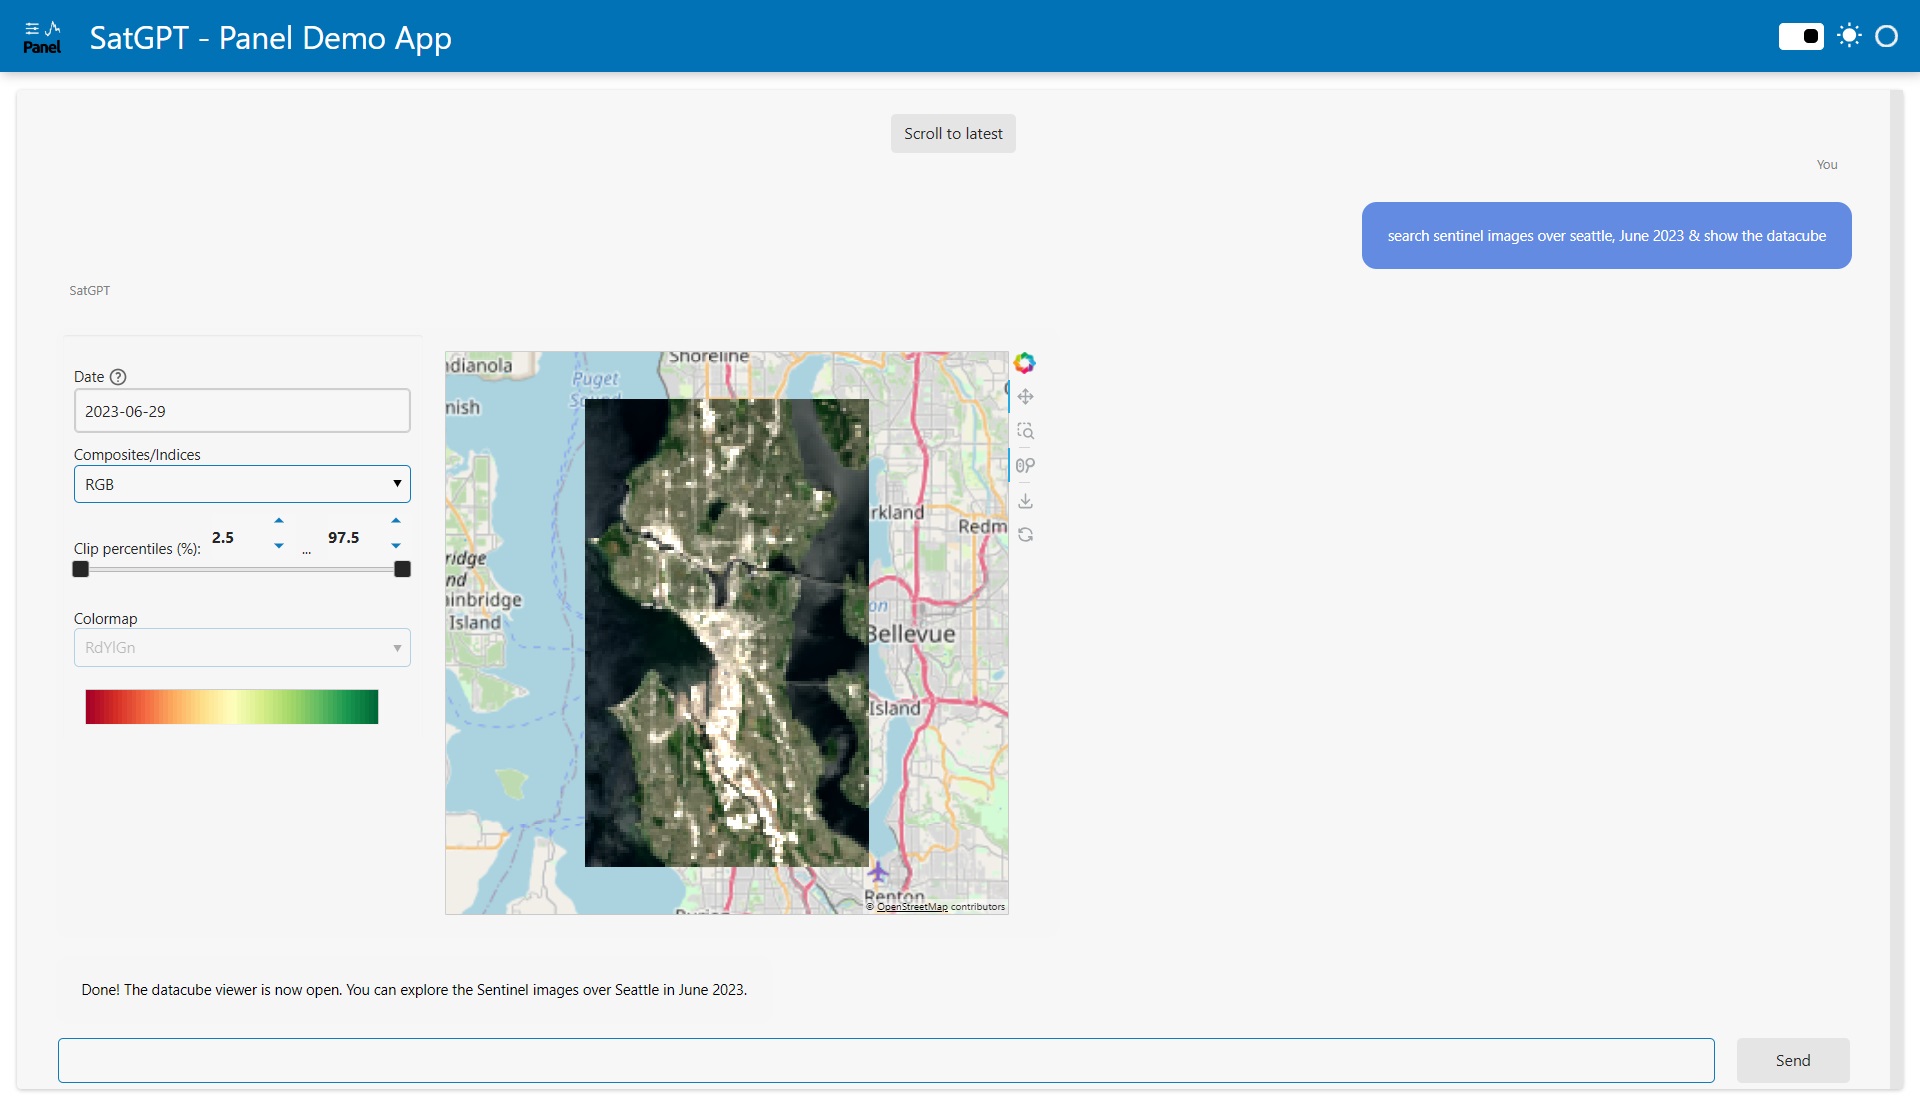 Panel
SatGPT - Panel Demo App
Scroll to latest
You
search sentinel images over seattle, June 2023 & show the datacube
SatGPT
Date
2023-06-29
Composites/Indices
RGB
Clip percentiles (%):
2.5
...
97.5
Colormap
RdYlGn
ndianola
Shoreline
Puget
nish
rkland
Redm
ridge
nd
ainbridge
Island
on
Bellevue
Island
Renton
© OpenStreetMap contributors
Done! The datacube viewer is now open. You can explore the Sentinel images over Seattle in June 2023.
Send